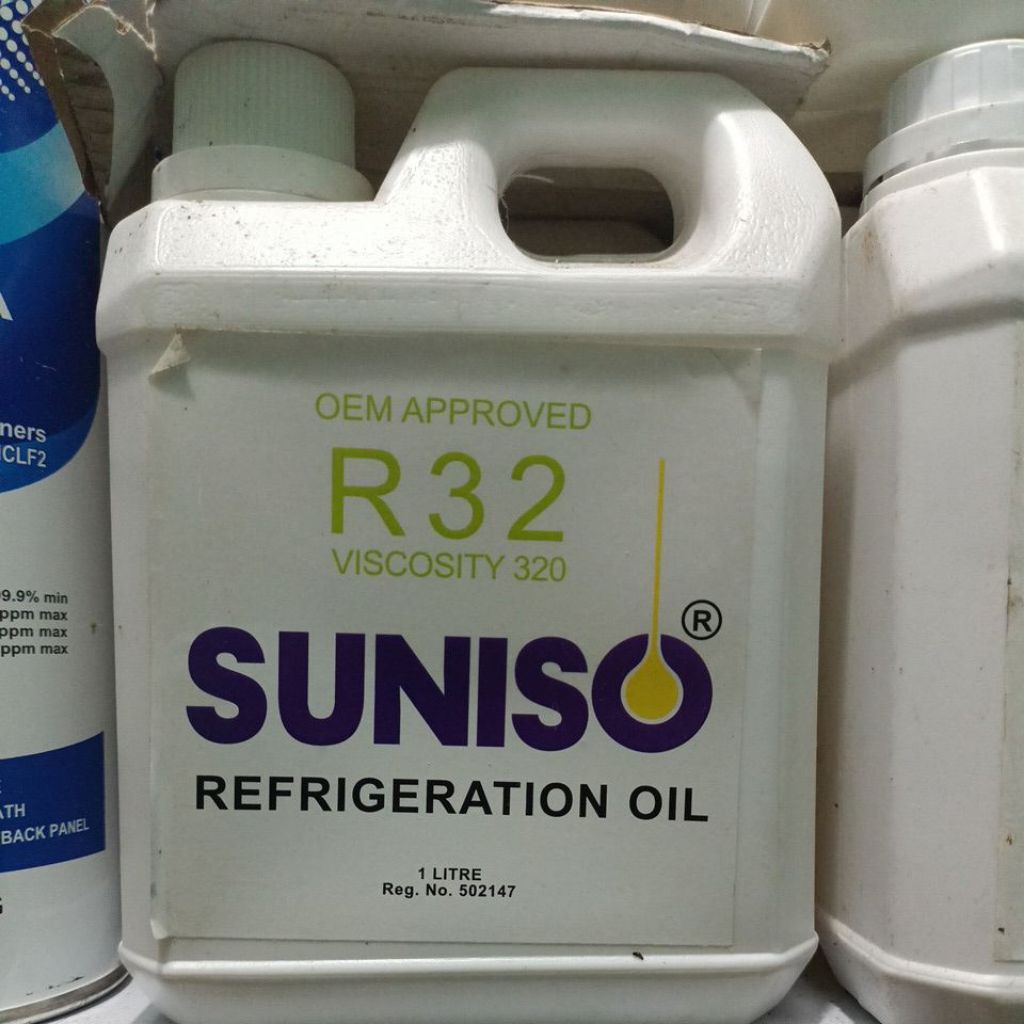 OEM APPROVED
R32
VISCOSITY 320
SUNISO®
REFRIGERATION OIL
1 LITRE
Reg. No. 502147
A
ners
CLF2
9.9% min
ppm max
ppm max
ppm max
ATH
BACK PANEL